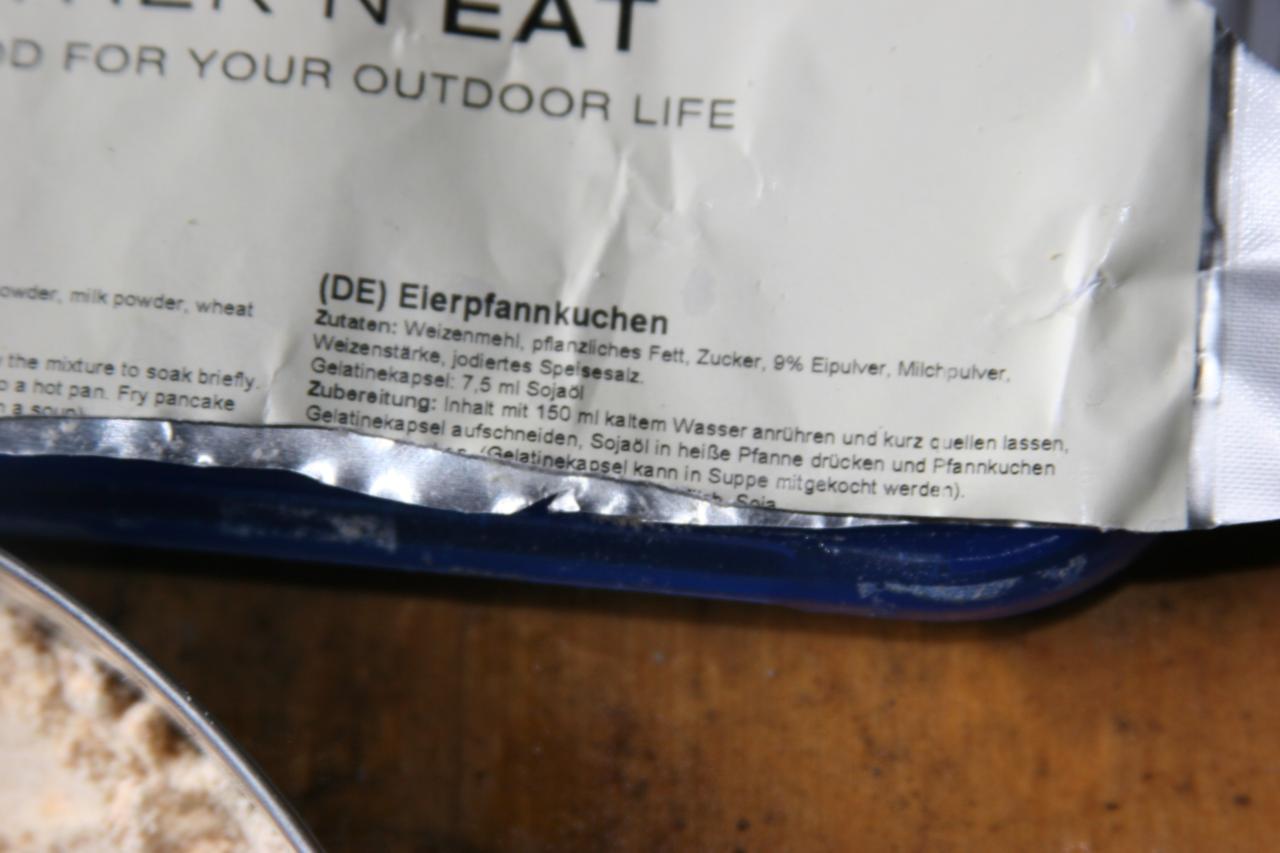 'N EAT
FOR YOUR OUTDOOR LIFE
milk powder, wheat
the mixture to soak briefly.
a hot pan. Fry pancake
a soup)
(DE) Eierpfannkuchen
Zutaten: Weizenmehl, pflanzliches Fett, Zucker, 9% Eipulver, Milchpulver,
Weizenstärke, jodiertes Speisesalz.
Gelatinekapsel: 7,5 ml Sojaöl
Zubereitung: Inhalt mit 150 ml kaltem Wasser anrühren und kurz quellen lassen,
Gelatinekapsel aufschneiden, Sojaöl in heiße Pfanne drücken und Pfannkuchen
(Gelatinekapsel kann in Suppe mitgekocht werden).
Soja